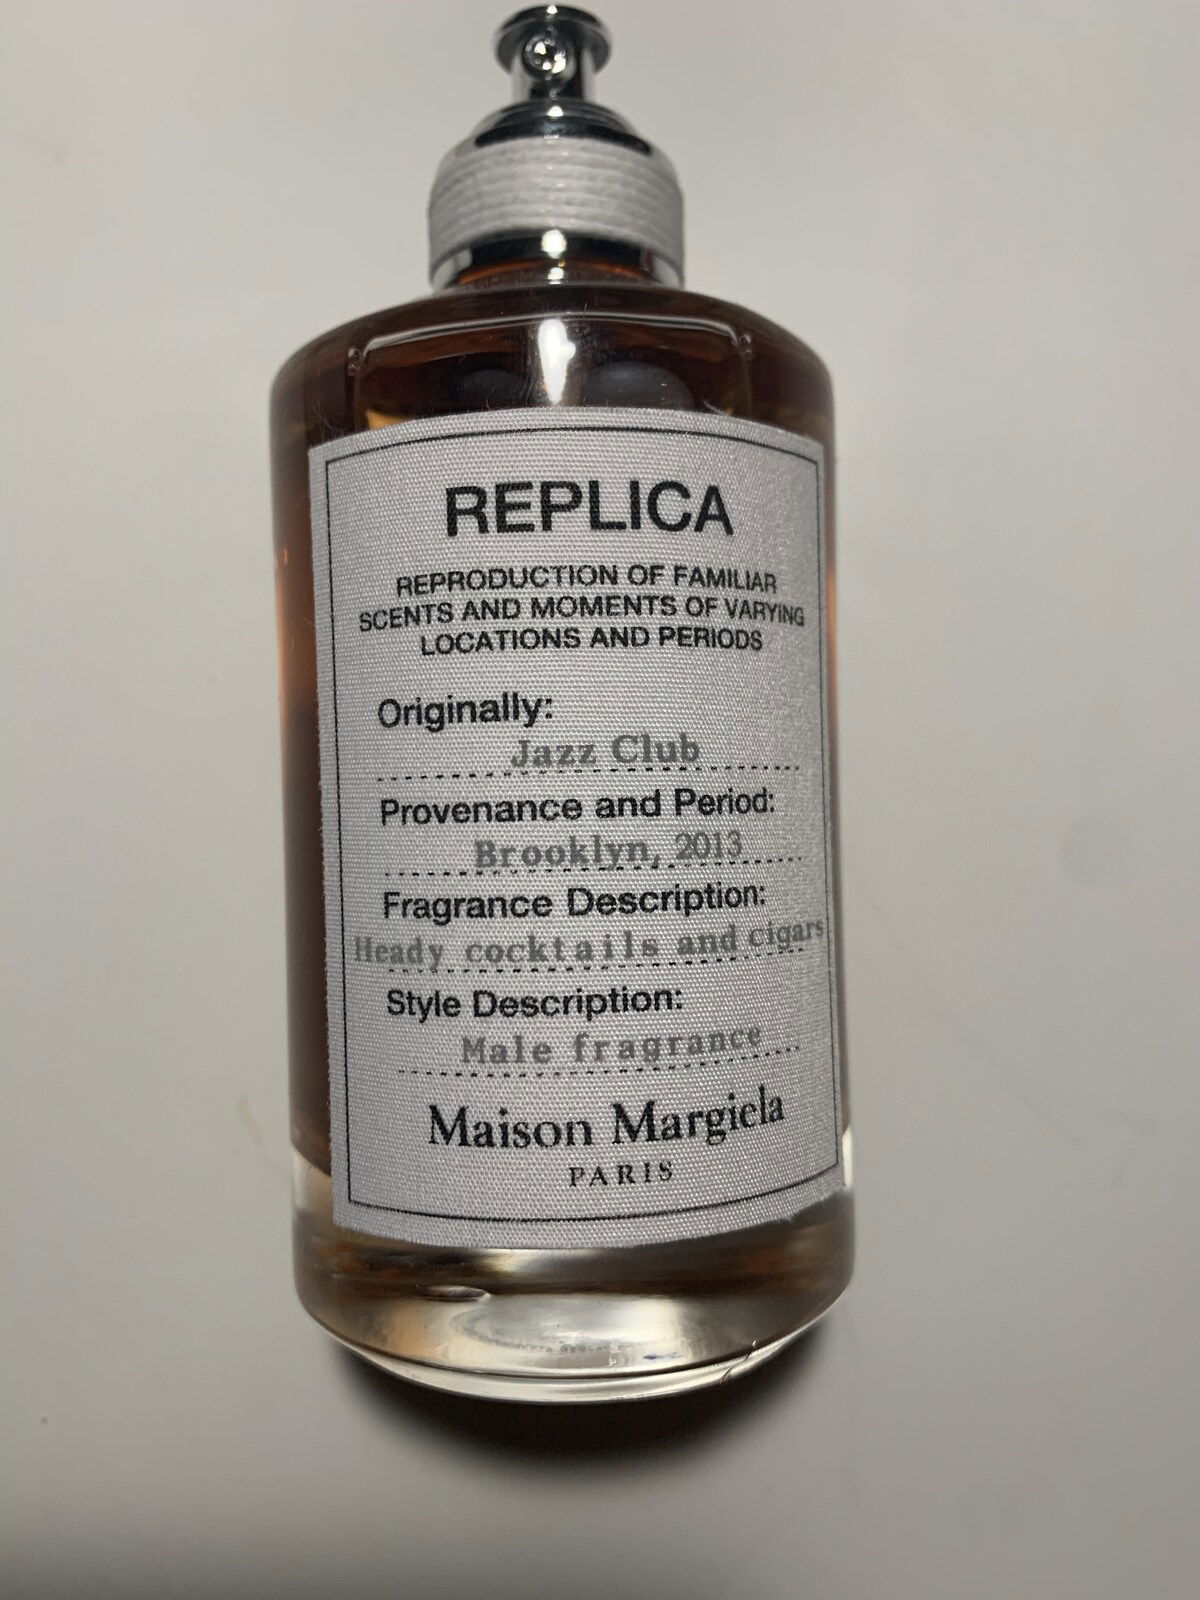 REPLICA
REPRODUCTION OF FAMILIAR
SCENTS AND MOMENTS OF VARYING
LOCATIONS AND PERIODS
Originally:
Jazz Club
Provenance and Period:
Brooklyn, 2013
Fragrance Description:
Heady cocktails and cigars
Style Description:
Male fragrance
Maison Margiela
PARIS